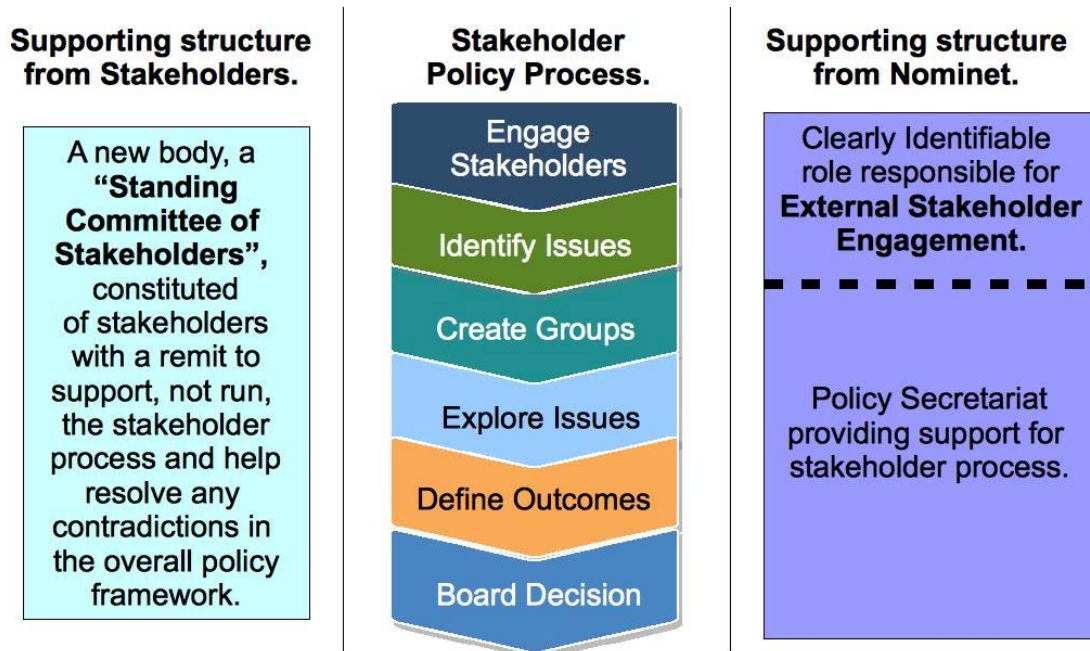 Supporting structure
from Stakeholders.
A new body, a
“Standing
Committee of
Stakeholders”,
constituted
of stakeholders
with a remit to
support, not run,
the stakeholder
process and help
resolve any
contradictions in
the overall policy
framework.
Stakeholder
Policy Process.
Engage
Stakeholders
Identify Issues
Create Groups
Explore Issues
Define Outcomes
Board Decision
Supporting structure
from Nominet.
Clearly Identifiable
role responsible for
External Stakeholder
Engagement.
Policy Secretariat
providing support for
stakeholder process.